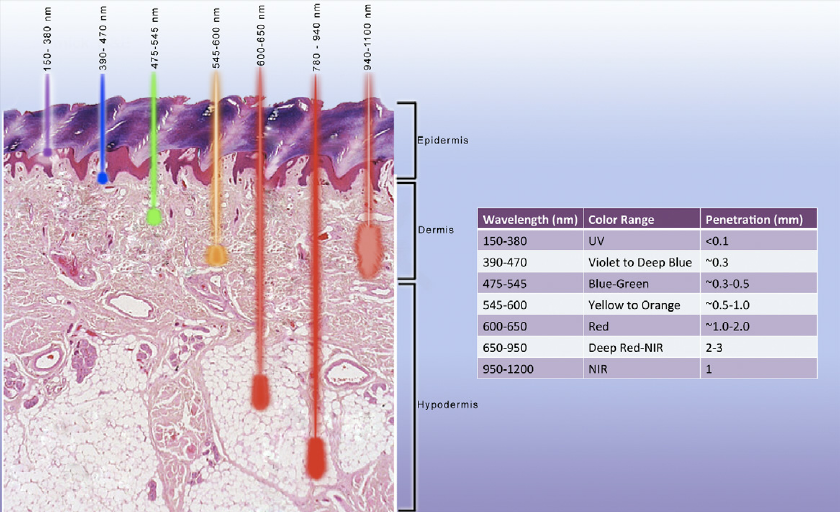 150- 380 nm
390- 470 nm
475-545 nm
545-600 nm
600-650 nm
780 - 940 nm
940-1100 nm
Epidermis
Dermis
Hypodermis
Wavelength (nm) Color Range Penetration (mm)
150-380 UV <0.1
390-470 Violet to Deep Blue ~0.3
475-545 Blue-Green ~0.3-0.5
545-600 Yellow to Orange ~0.5-1.0
600-650 Red ~1.0-2.0
650-950 Deep Red-NIR 2-3
950-1200 NIR 1